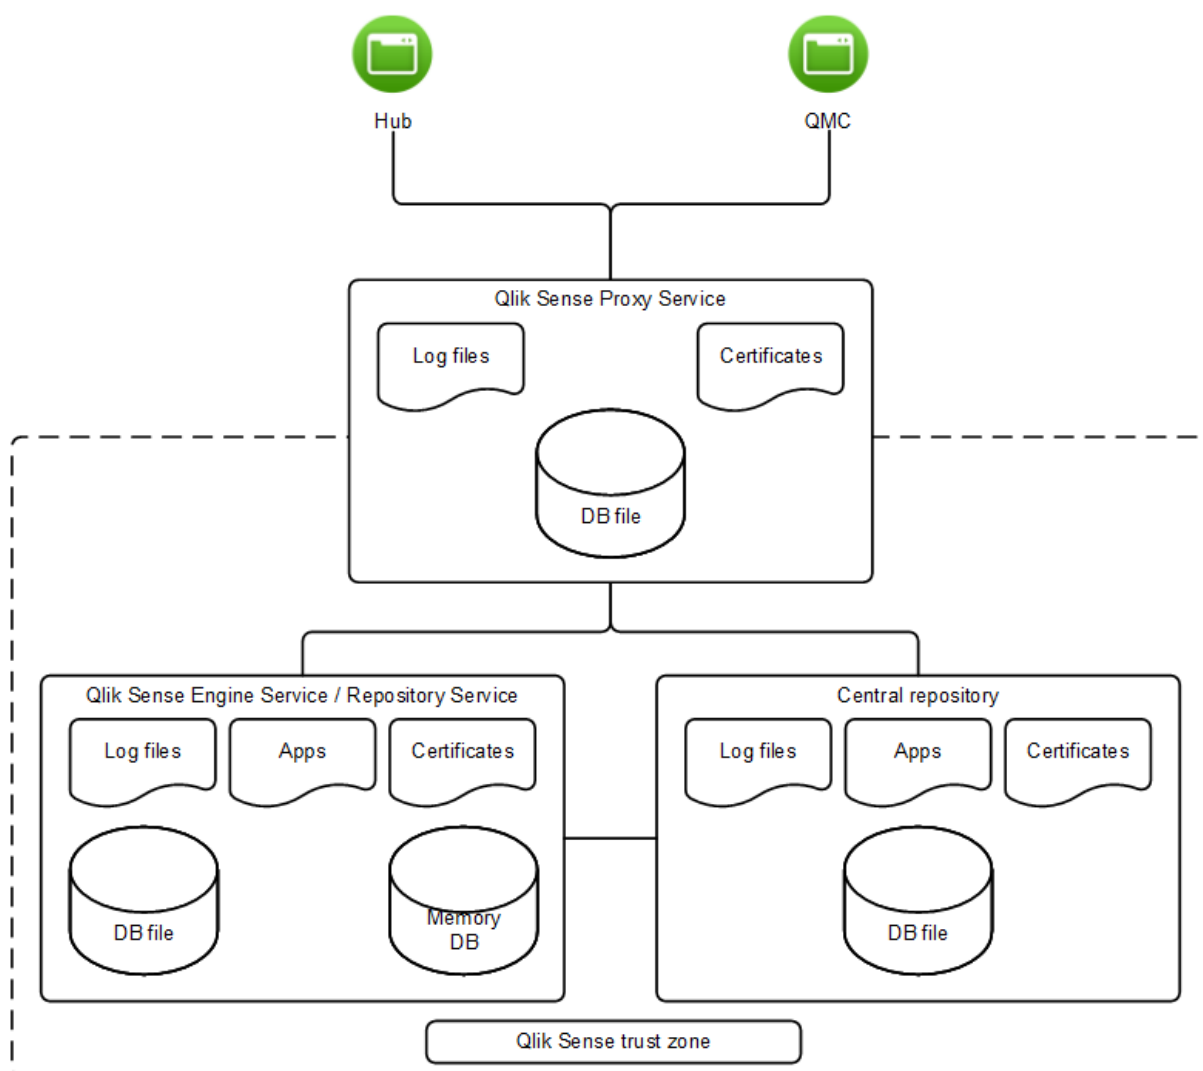 Hub
QMC
Qlik Sense Proxy Service
Log files
Certificates
DB file
Qlik Sense Engine Service / Repository Service
Log files
Apps
Certificates
DB file
Memory
DB
Central repository
Log files
Apps
Certificates
DB file
Qlik Sense trust zone